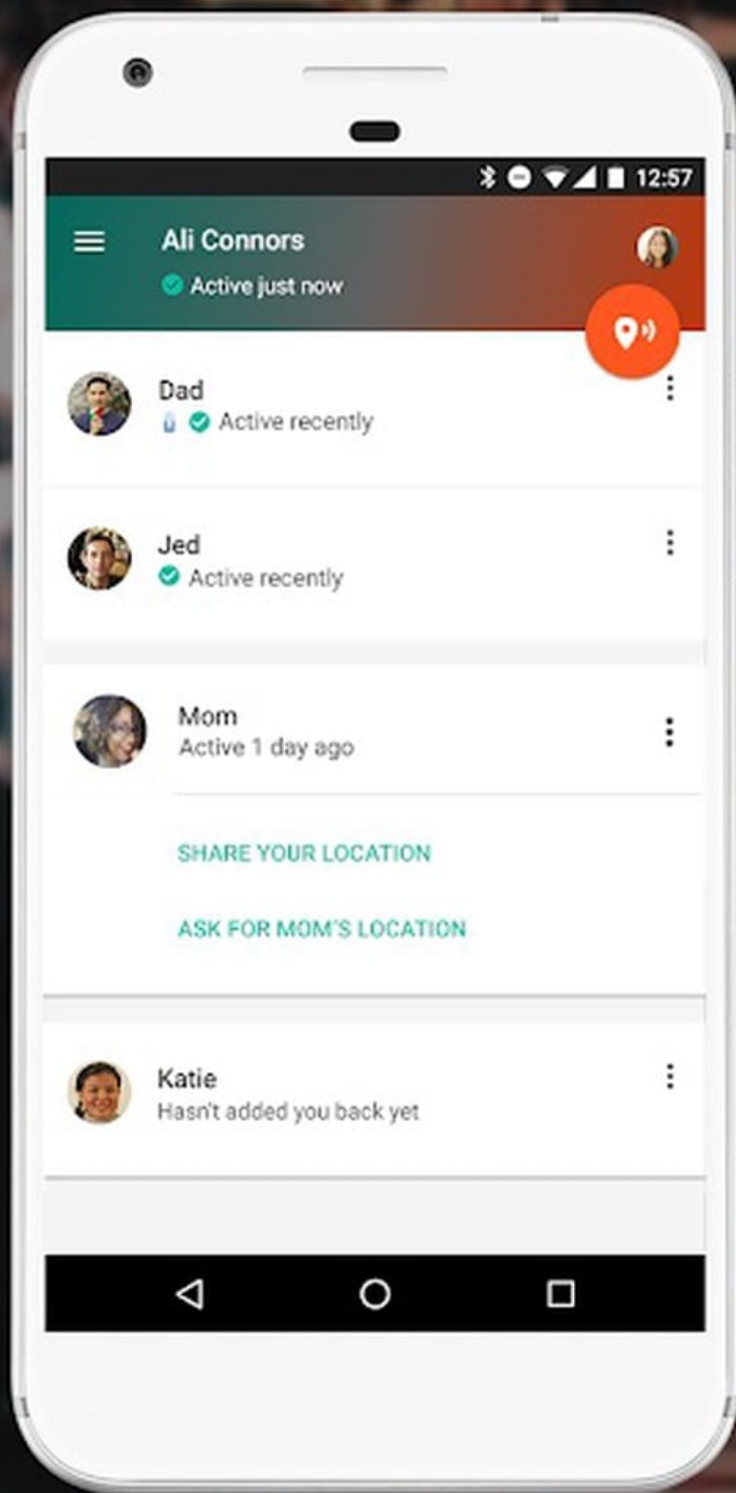 12:57
Ali Connors
Active just now
Dad
Active recently
Jed
Active recently
Mom
Active 1 day ago
SHARE YOUR LOCATION
ASK FOR MOM'S LOCATION
Katie
Hasn't added you back yet